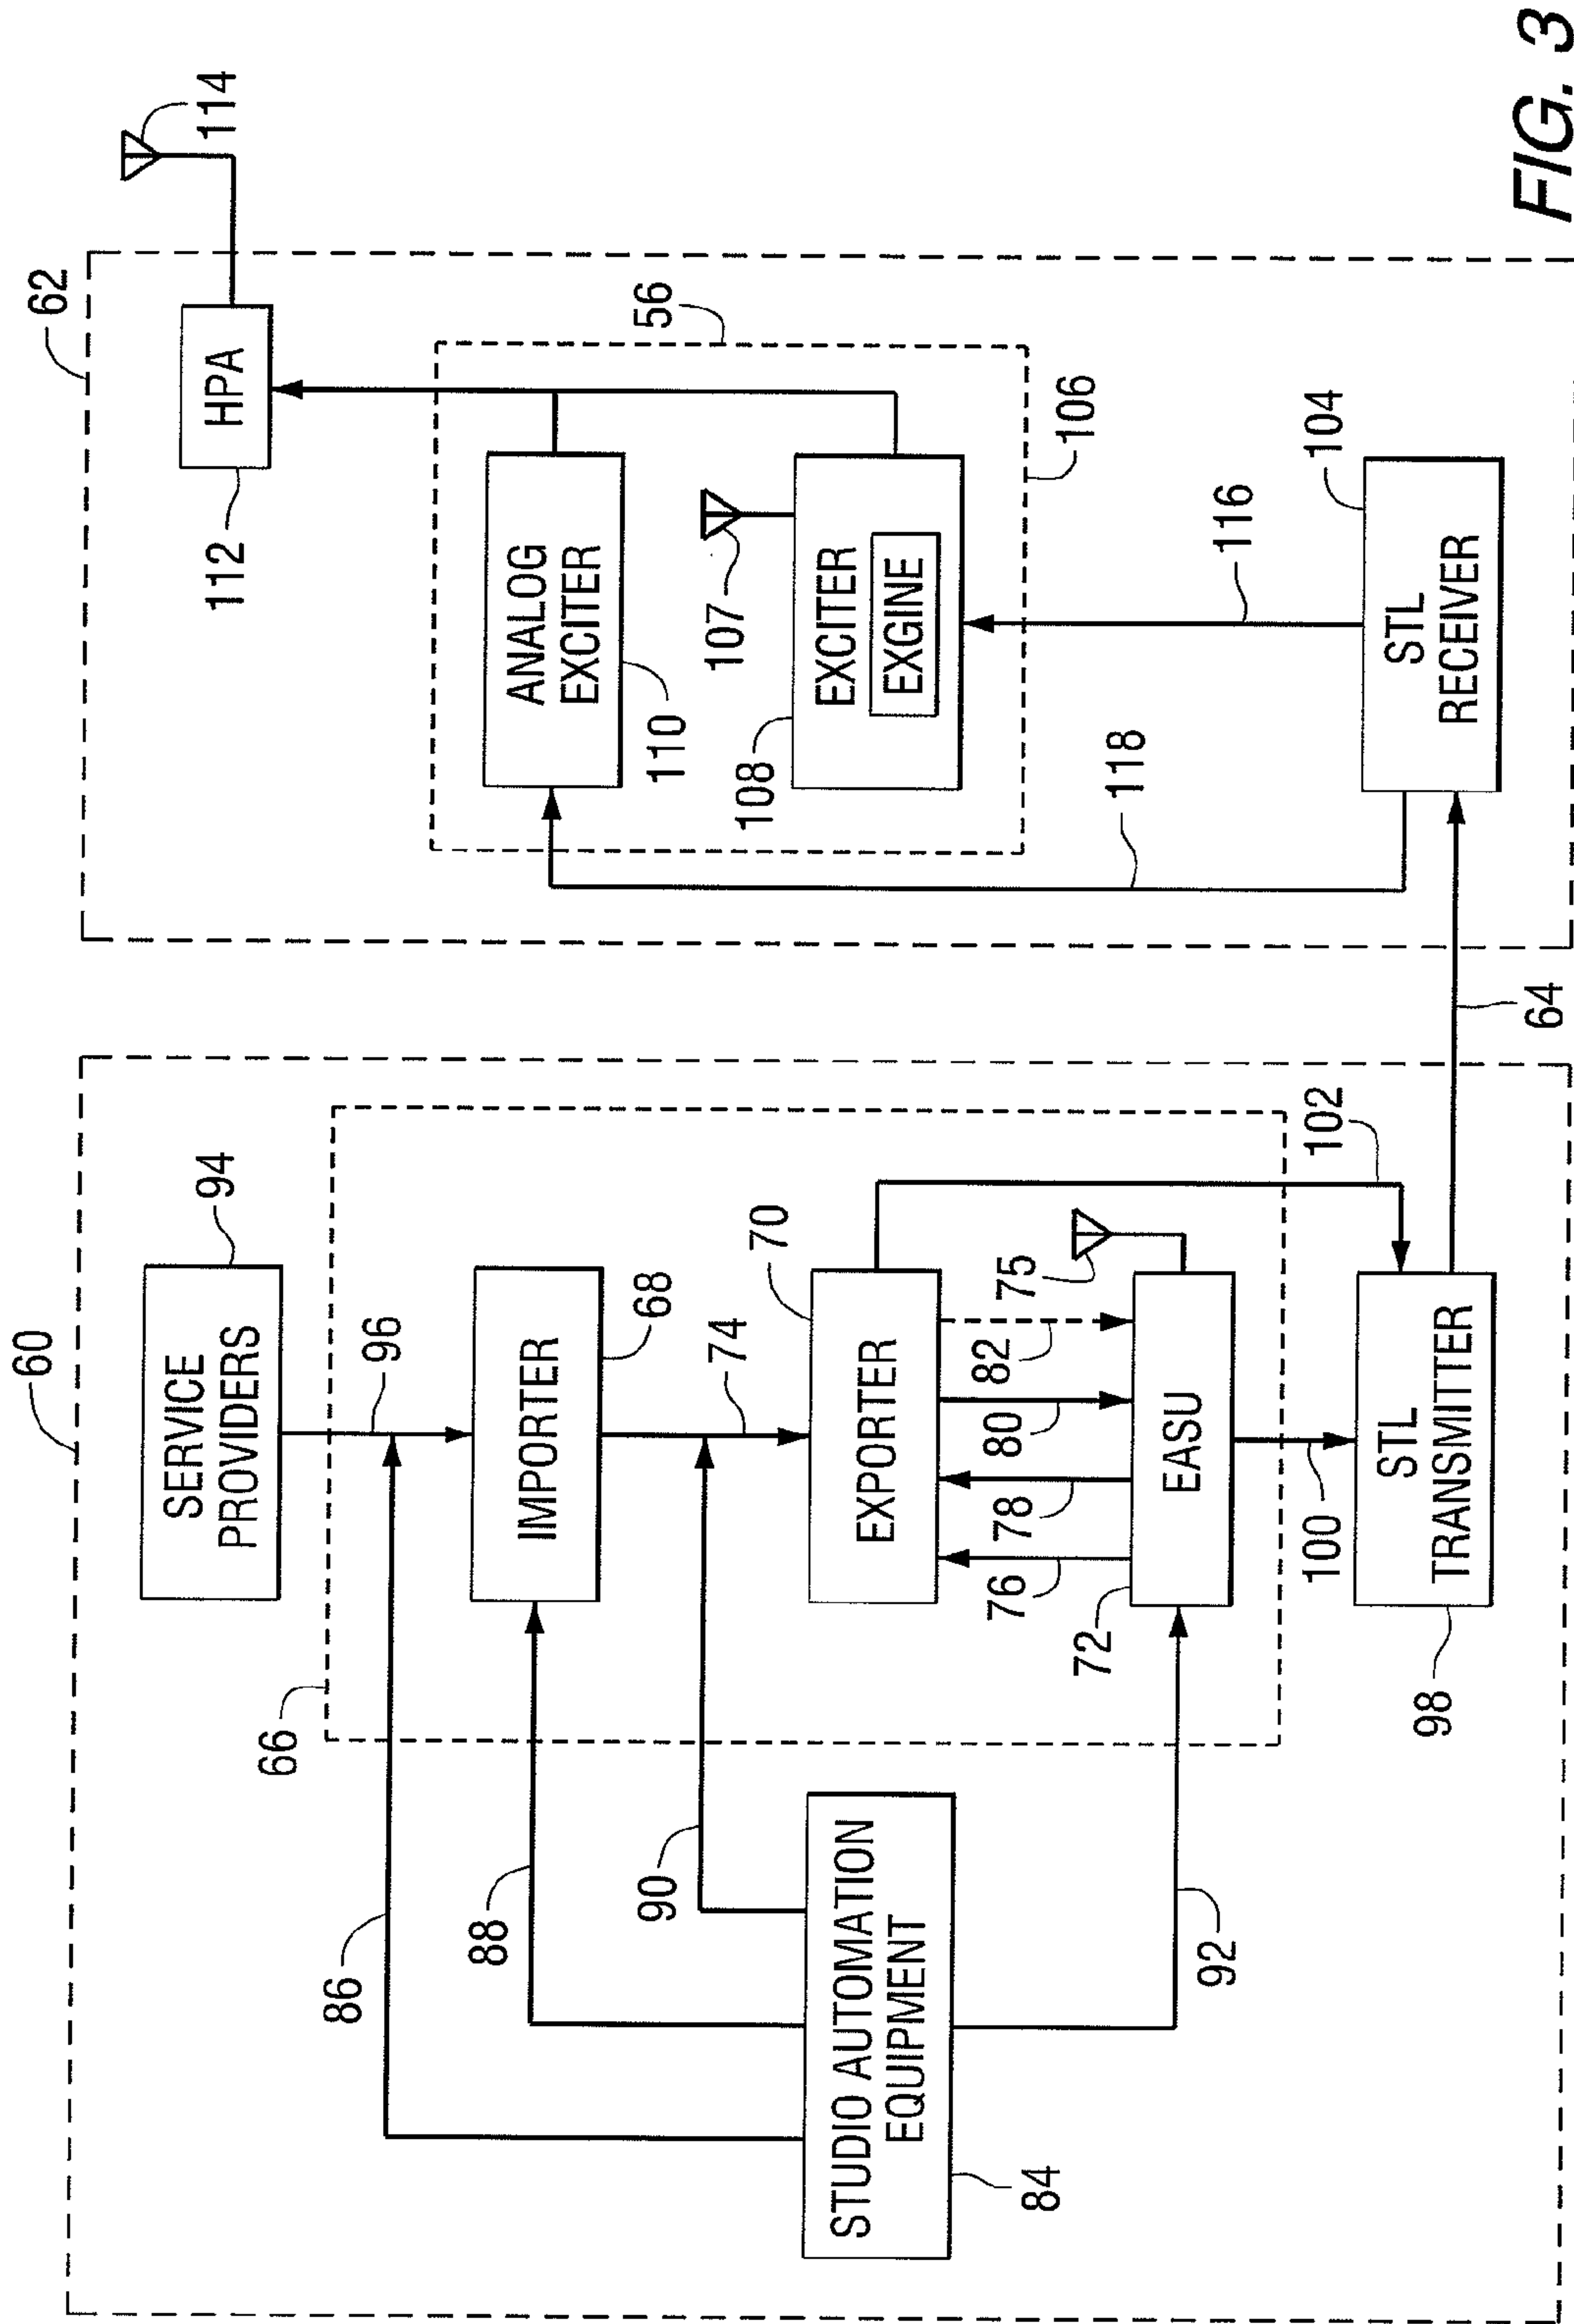 60
62
SERVICE
PROVIDERS
94
96
66
86
88
90
IMPORTER
68
74
STUDIO AUTOMATION
EQUIPMENT
84
92
EXPORTER
70
76
78
80
82
75
72
EASU
100
102
STL
TRANSMITTER
98
64
HPA
112
114
56
ANALOG
EXCITER
110
107
EXCITER
EXGINE
108
106
118
116
STL
RECEIVER
104
FIG. 3